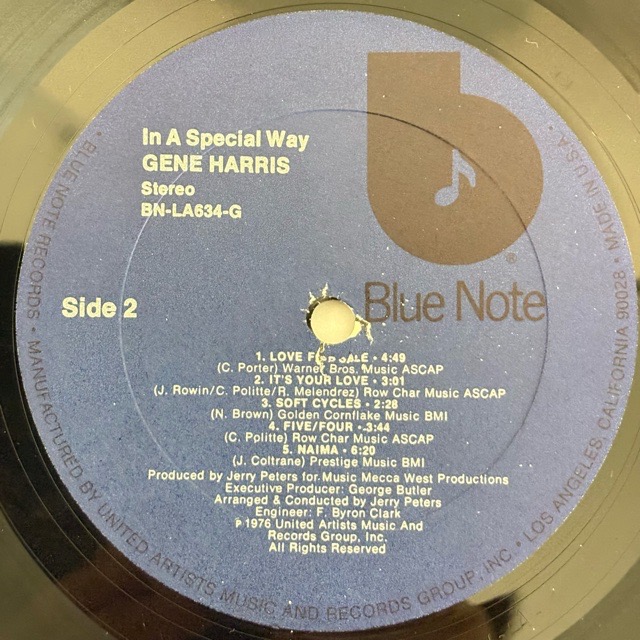 In A Special Way
GENE HARRIS
Stereo
BN-LA634-G
Side 2
b
®
Blue Note
1. LOVE FOR SALE • 4:49
(C. Porter) Warner Bros. Music ASCAP
2. IT'S YOUR LOVE • 3:01
(J. Rowin/C. Politte/R. Melendrez) Row Char Music ASCAP
3. SOFT CYCLES • 2:28
(N. Brown) Golden Cornflake Music BMI
4. FIVE/FOUR • 3:44
(C. Politte) Row Char Music ASCAP
5. NAIMA • 6:20
(J. Coltrane) Prestige Music BMI
Produced by Jerry Peters for Music Mecca West Productions
Executive Producer: George Butler
Arranged & Conducted by Jerry Peters
Engineer: F. Byron Clark
℗ 1976 United Artists Music And
Records Group, Inc.
All Rights Reserved
• BLUE NOTE RECORDS • MANUFACTURED BY UNITED ARTISTS MUSIC AND RECORDS GROUP, INC • LOS ANGELES, CALIFORNIA 90028 • MADE IN U.S.A. •